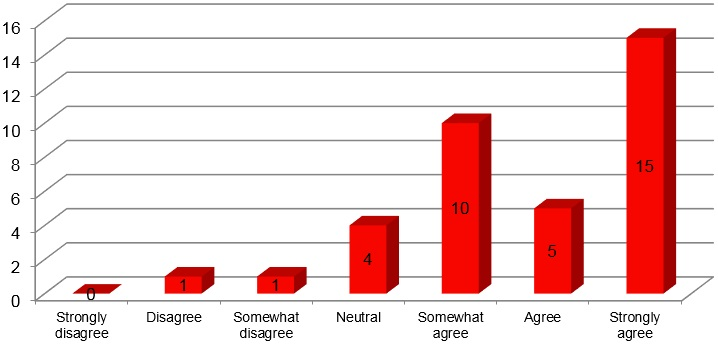 16
14
12
10
8
6
4
2
0
0
1
1
4
10
5
15
Strongly disagree
Disagree
Somewhat disagree
Neutral
Somewhat agree
Agree
Strongly agree